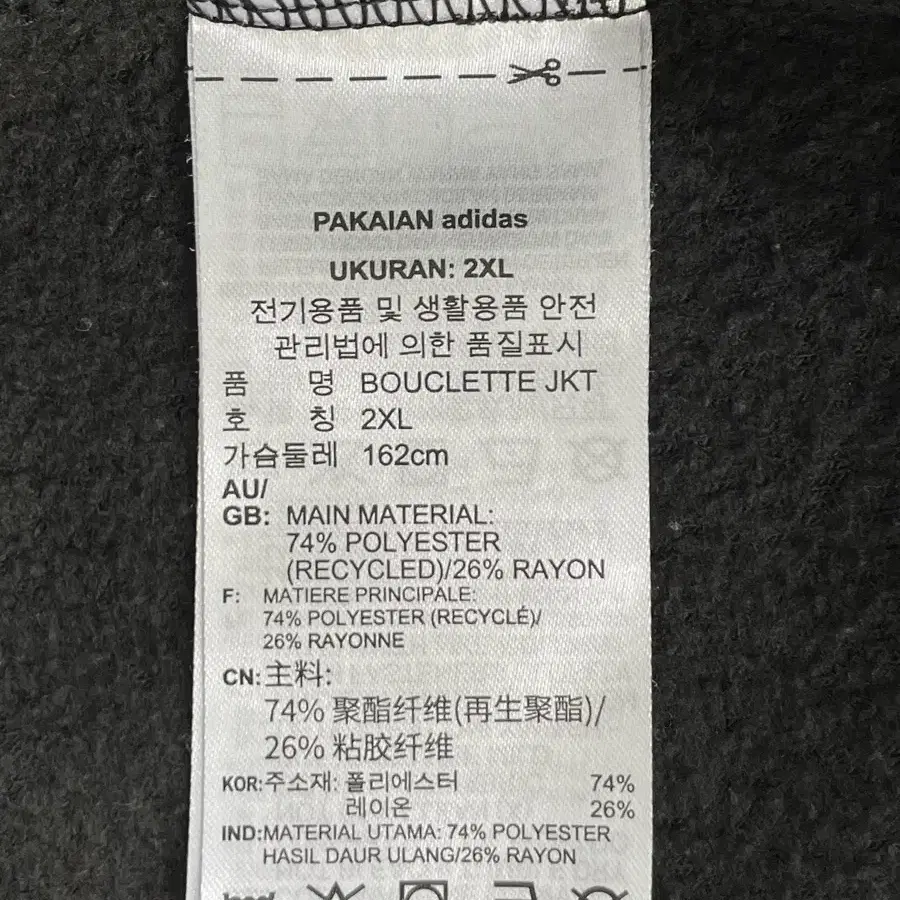 PAKAIAN adidas
UKURAN: 2XL
전기용품 및 생활용품 안전
관리법에 의한 품질표시
품 명 BOUCLETTE JKT
호 칭 2XL
가슴둘레 162cm
AU/
GB: MAIN MATERIAL:
74% POLYESTER
(RECYCLED)/26% RAYON
F: MATIERE PRINCIPALE:
74% POLYESTER (RECYCLÉ)/
26% RAYONNE
CN: 主料:
74% 聚酯纤维(再生聚酯)/
26% 粘胶纤维
KOR: 주소재: 폴리에스터 74%
레이온 26%
IND: MATERIAL UTAMA: 74% POLYESTER
HASIL DAUR ULANG/26% RAYON